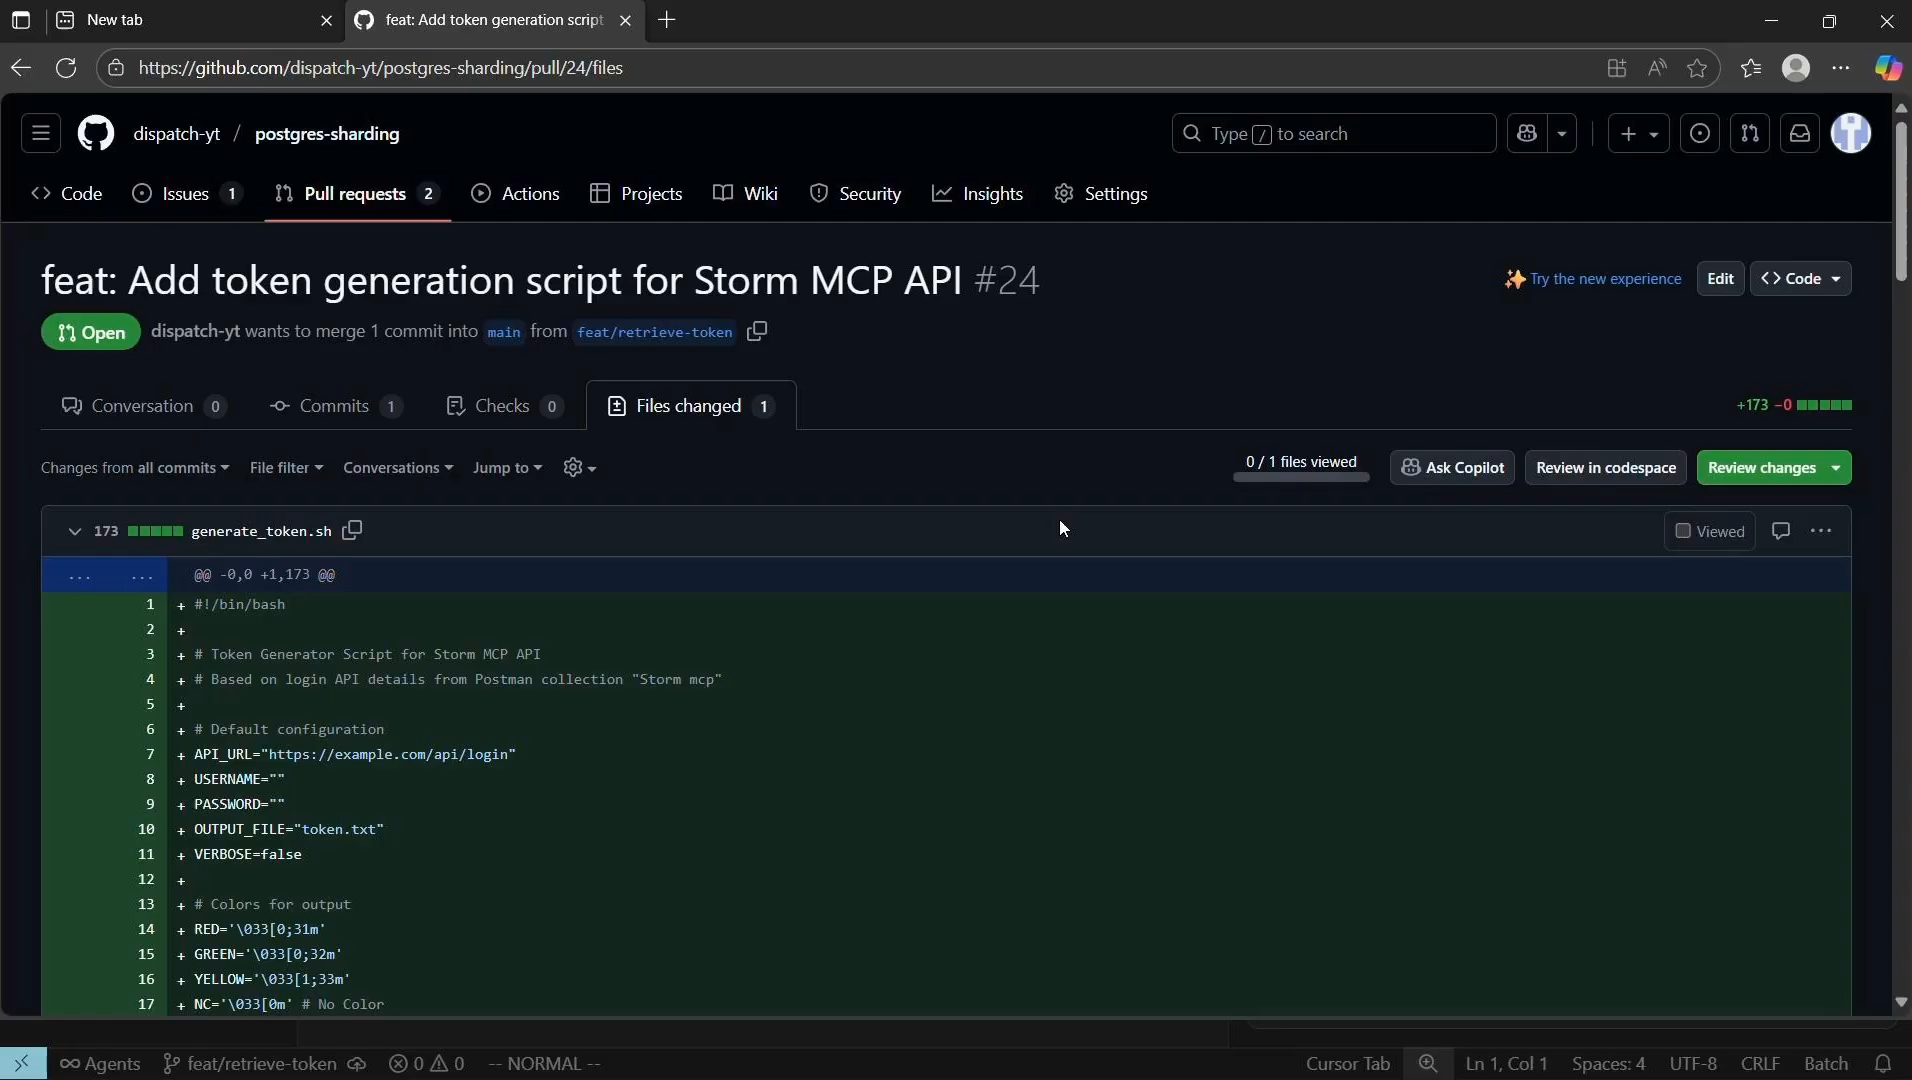 New tab
feat: Add token generation script
https://github.com/dispatch-yt/postgres-sharding/pull/24/files
dispatch-yt / postgres-sharding
Type / to search
Code
Issues 1
Pull requests 2
Actions
Projects
Wiki
Security
Insights
Settings
feat: Add token generation script for Storm MCP API #24
Try the new experience
Edit
<> Code
Open
dispatch-yt wants to merge 1 commit into main from feat/retrieve-token
Conversation 0
Commits 1
Checks 0
Files changed 1
+173 −0
Changes from all commits
File filter
Conversations
Jump to
0 / 1 files viewed
Ask Copilot
Review in codespace
Review changes
173 generate_token.sh
Viewed
... ... @@ -0,0 +1,173 @@
1 + #!/bin/bash
2 +
3 + # Token Generator Script for Storm MCP API
4 + # Based on login API details from Postman collection "Storm mcp"
5 +
6 + # Default configuration
7 + API_URL="https://example.com/api/login"
8 + USERNAME=""
9 + PASSWORD=""
10 + OUTPUT_FILE="token.txt"
11 + VERBOSE=false
12 +
13 + # Colors for output
14 + RED='\033[0;31m'
15 + GREEN='\033[0;32m'
16 + YELLOW='\033[1;33m'
17 + NC='\033[0m' # No Color
Agents
feat/retrieve-token
0 0
-- NORMAL --
Cursor Tab
Ln 1, Col 1
Spaces: 4
UTF-8
CRLF
Batch